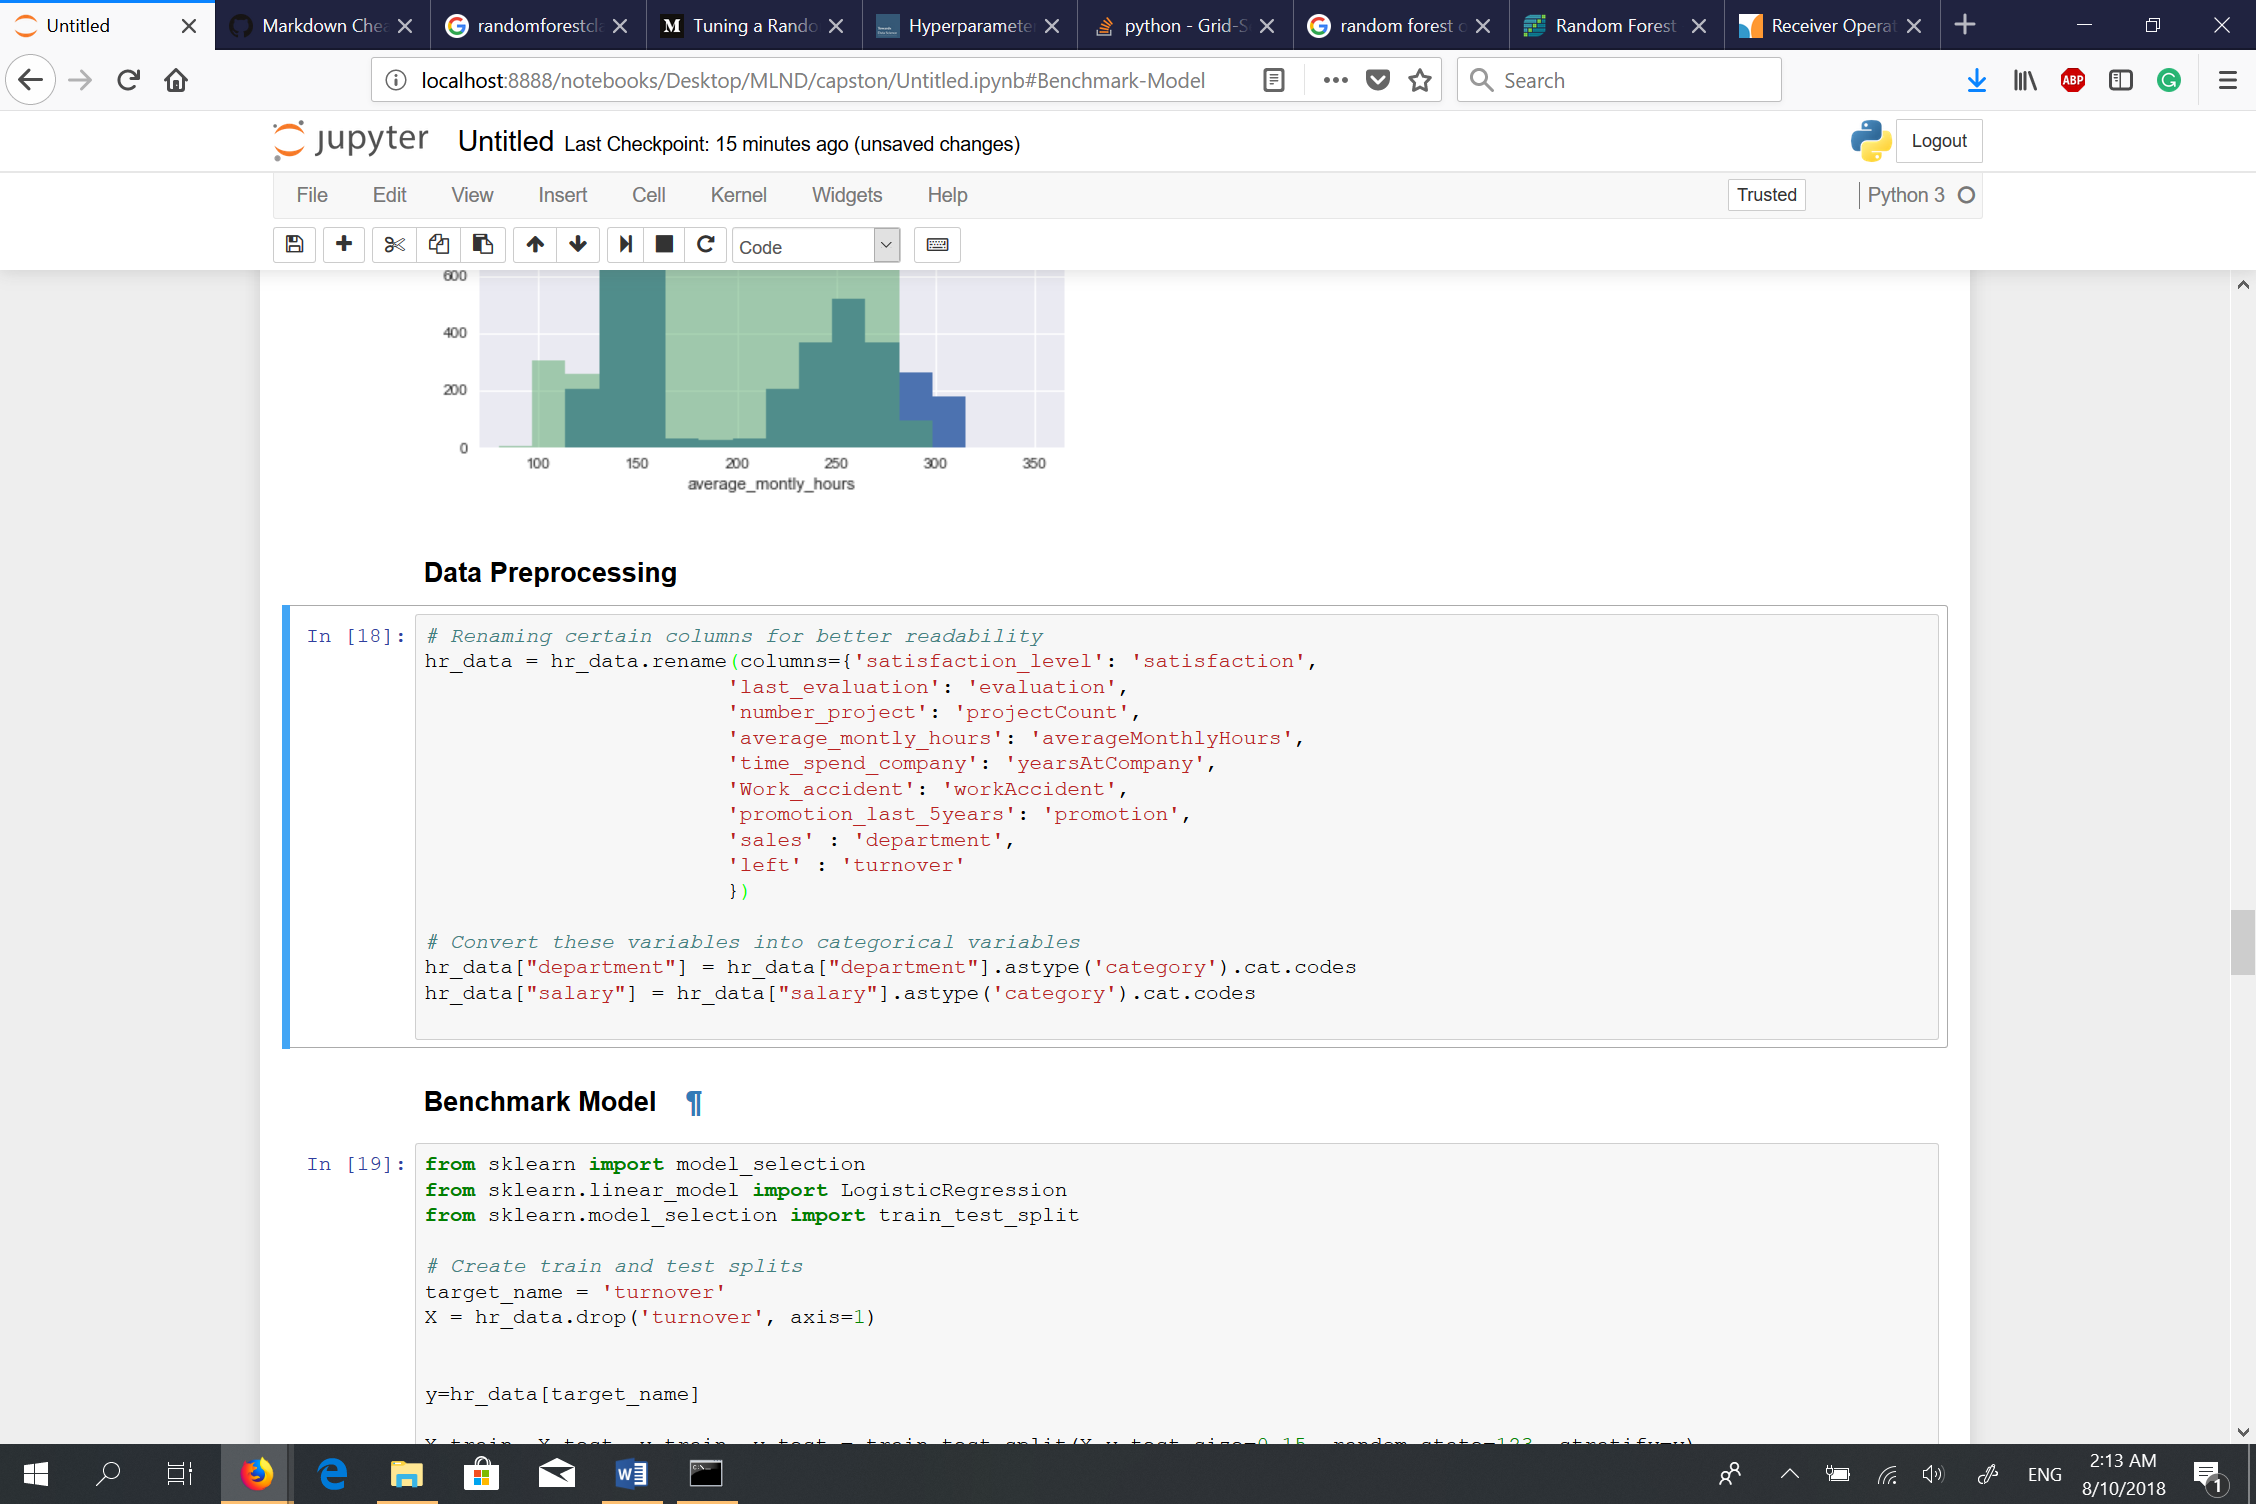 Untitled
Markdown Che
randomforestcl
Tuning a Rando
Hyperparamete
python - Grid-S
random forest o
Random Forest
Receiver Operat
localhost:8888/notebooks/Desktop/MLND/capston/Untitled.ipynb#Benchmark-Model
Search
ABP
jupyter Untitled Last Checkpoint: 15 minutes ago (unsaved changes)
Logout
File Edit View Insert Cell Kernel Widgets Help
Trusted
Python 3
Code
600
400
200
0
100 150 200 250 300 350
average_montly_hours
Data Preprocessing
In [18]:
# Renaming certain columns for better readability
hr_data = hr_data.rename(columns={'satisfaction_level': 'satisfaction',
'last_evaluation': 'evaluation',
'number_project': 'projectCount',
'average_montly_hours': 'averageMonthlyHours',
'time_spend_company': 'yearsAtCompany',
'Work_accident': 'workAccident',
'promotion_last_5years': 'promotion',
'sales' : 'department',
'left' : 'turnover'
})
# Convert these variables into categorical variables
hr_data["department"] = hr_data["department"].astype('category').cat.codes
hr_data["salary"] = hr_data["salary"].astype('category').cat.codes
Benchmark Model ¶
In [19]:
from sklearn import model_selection
from sklearn.linear_model import LogisticRegression
from sklearn.model_selection import train_test_split
# Create train and test splits
target_name = 'turnover'
X = hr_data.drop('turnover', axis=1)
y=hr_data[target_name]
ENG
2:13 AM
8/10/2018
1